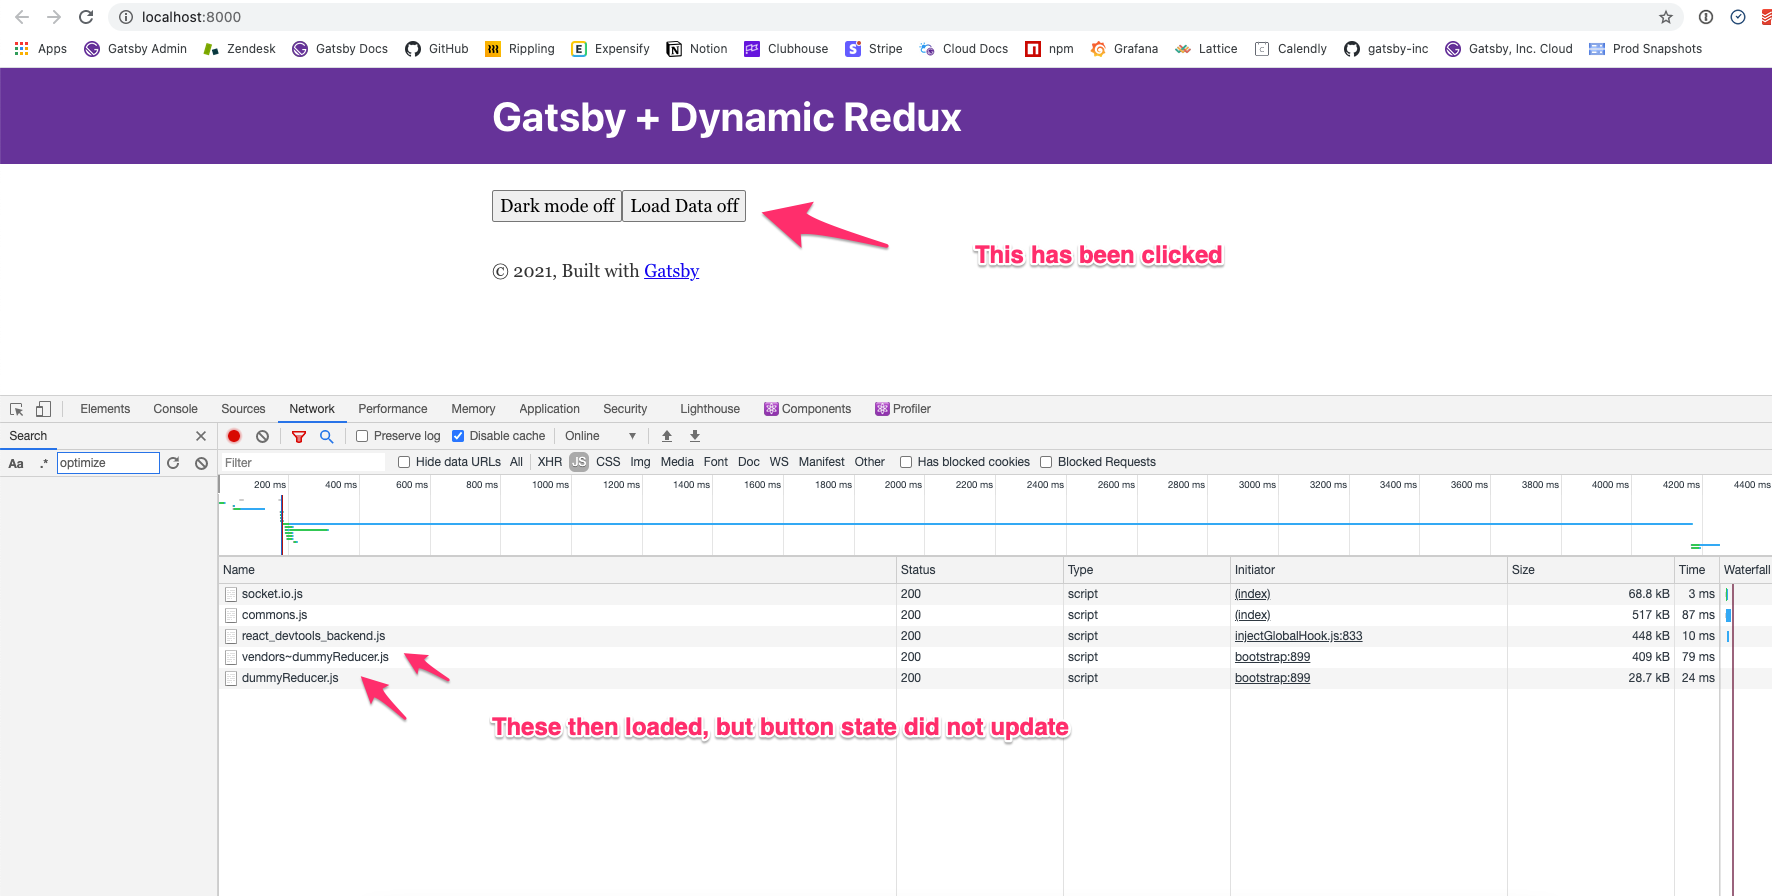 localhost:8000
Apps Gatsby Admin Zendesk Gatsby Docs GitHub Rippling Expensify Notion Clubhouse Stripe Cloud Docs npm Grafana Lattice Calendly gatsby-inc Gatsby, Inc. Cloud Prod Snapshots
Gatsby + Dynamic Redux
Dark mode off Load Data off
This has been clicked
© 2021, Built with Gatsby
Elements Console Sources Network Performance Memory Application Security Lighthouse Components Profiler
Search Preserve log Disable cache Online
Aa .* optimize Filter Hide data URLs All XHR JS CSS Img Media Font Doc WS Manifest Other Has blocked cookies Blocked Requests
200 ms 400 ms 600 ms 800 ms 1000 ms 1200 ms 1400 ms 1600 ms 1800 ms 2000 ms 2200 ms 2400 ms 2600 ms 2800 ms 3000 ms 3200 ms 3400 ms 3600 ms 3800 ms 4000 ms 4200 ms 4400 ms
Name Status Type Initiator Size Time Waterfall
socket.io.js 200 script (index) 68.8 kB 3 ms
commons.js 200 script (index) 517 kB 87 ms
react_devtools_backend.js 200 script injectGlobalHook.js:833 448 kB 10 ms
vendors~dummyReducer.js 200 script bootstrap:899 409 kB 79 ms
dummyReducer.js 200 script bootstrap:899 28.7 kB 24 ms
These then loaded, but button state did not update